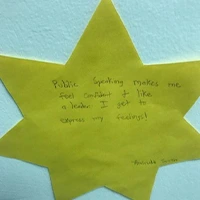 Public Speaking makes me
feel confident & like
a leader. I get to
express my feelings!